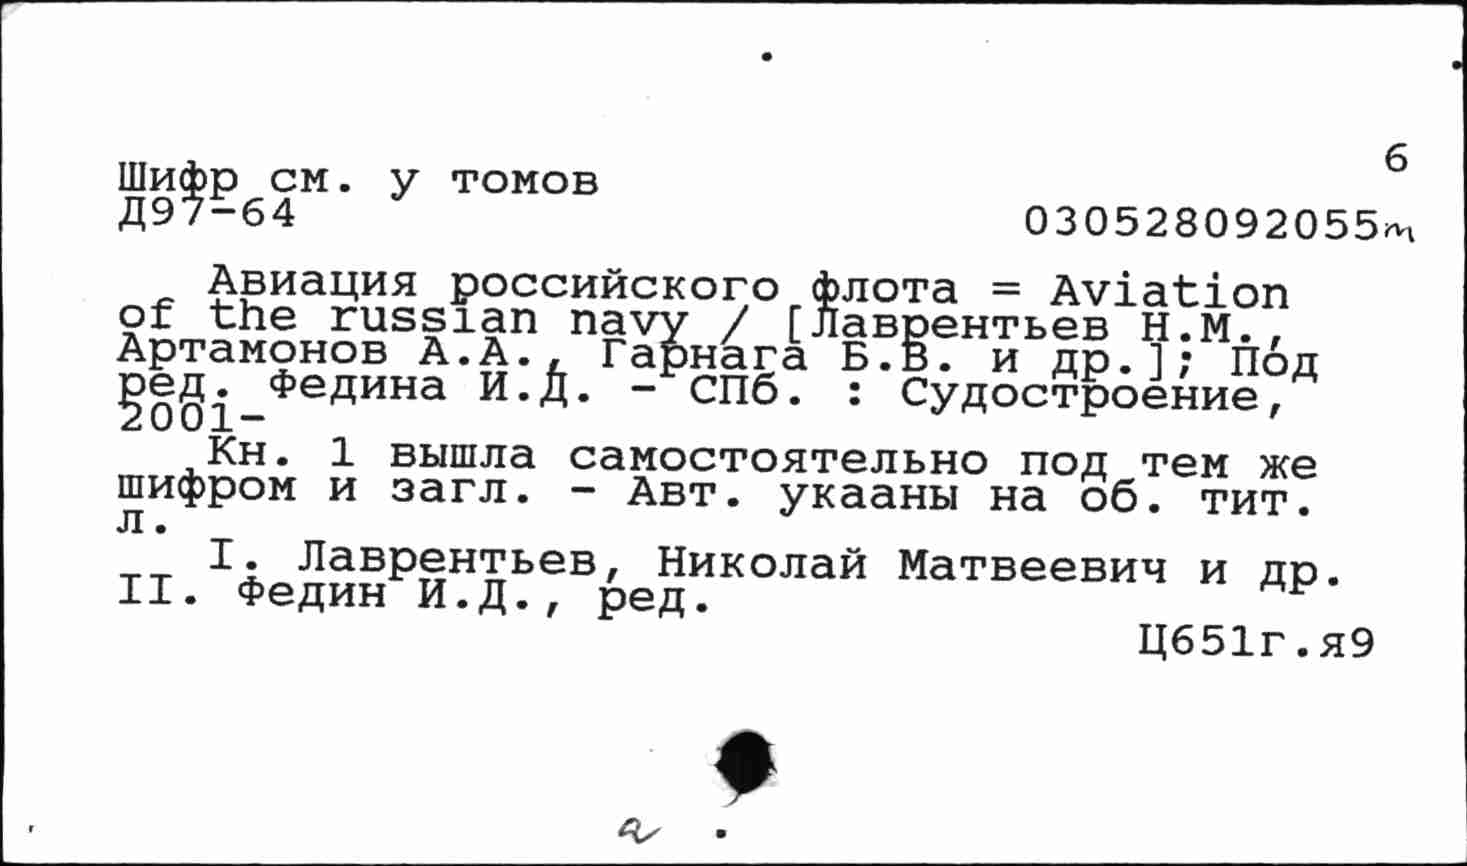 6
Шифр см. у томов
Д97-64
030528092055т
Авиация российского флота = Aviation
of the russian navy / [Лаврентьев Н.М.,
Артамонов А.А., Гарнага Б.В. и др.]; Под
ред. Федина И.Д. - СПб. : Судостроение,
2001-
Кн. 1 вышла самостоятельно под тем же
шифром и загл. - Авт. укааны на об. тит.
л.
I. Лаврентьев, Николай Матвеевич и др.
II. Федин И.Д., ред.
Ц651г.я9
а